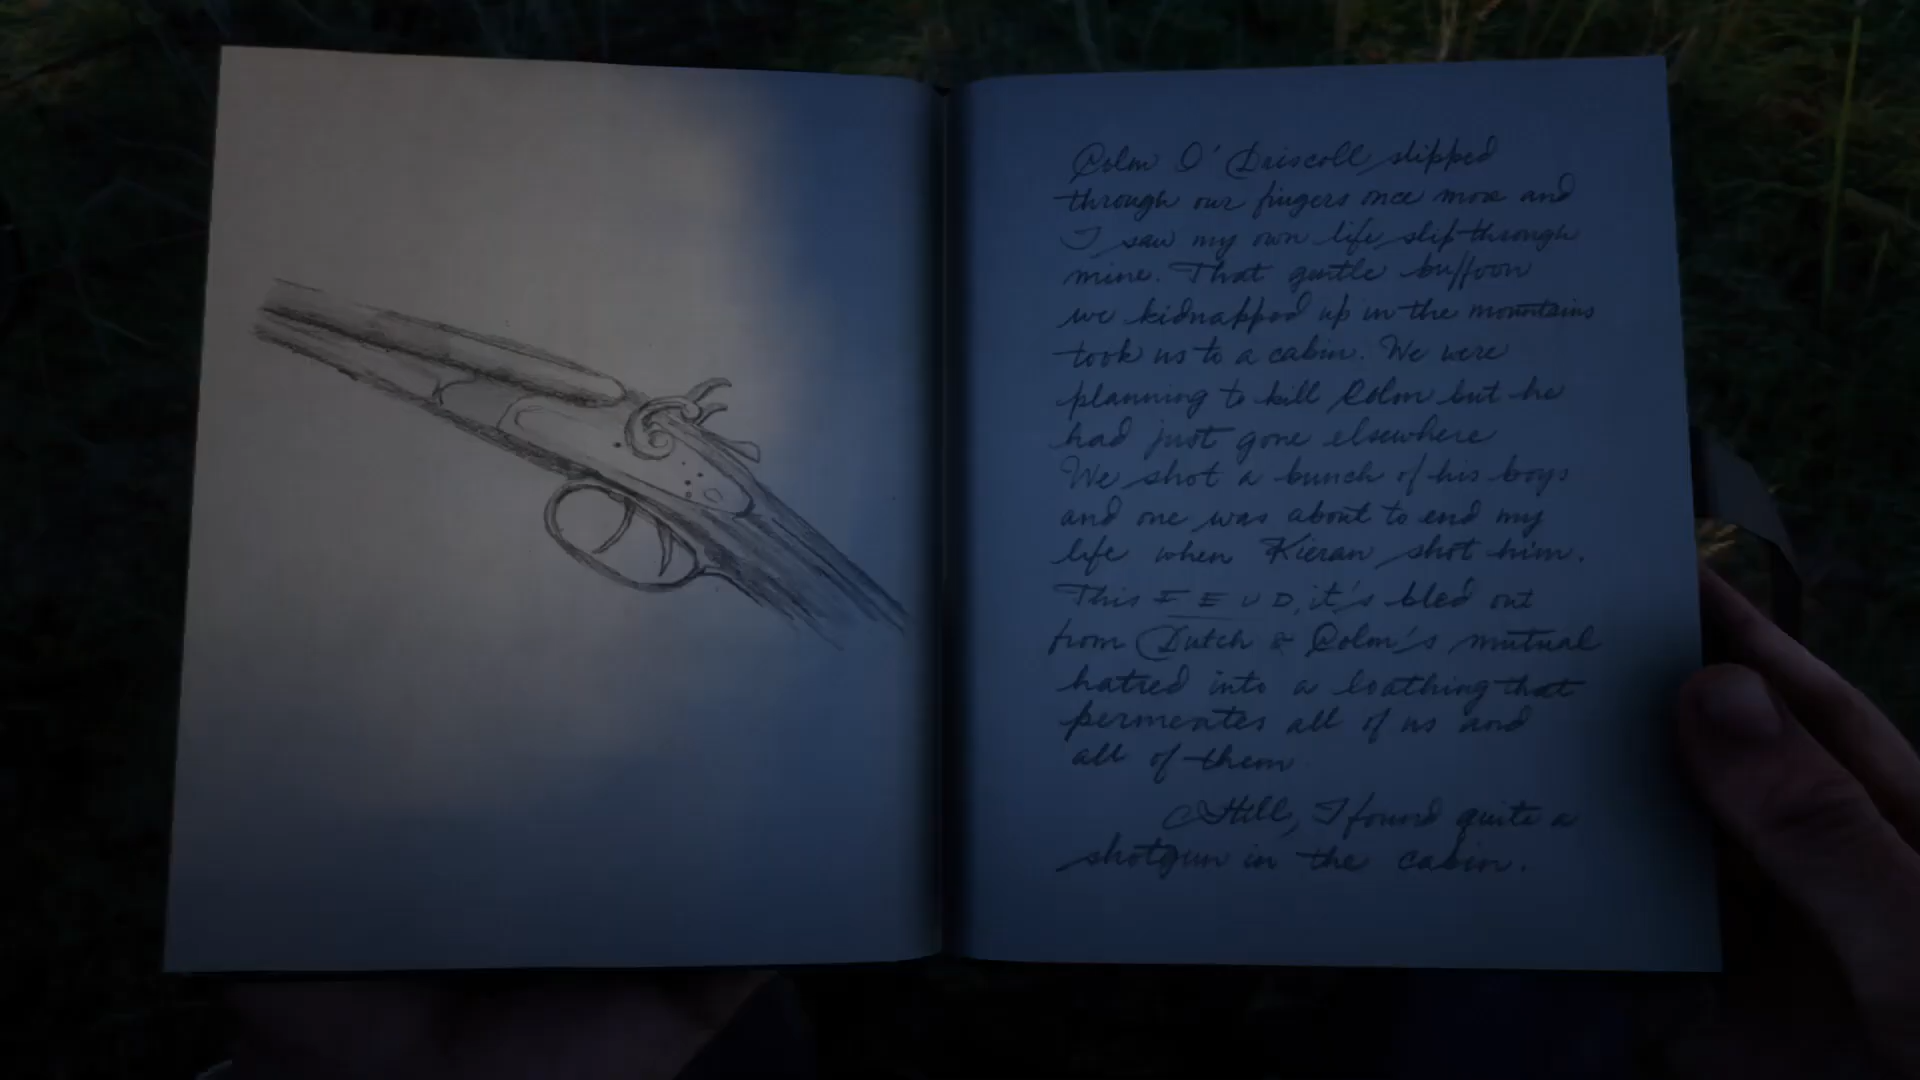 Colm O'Driscoll slipped
through our fingers once more and
I saw my own life slip through
mine. That gentle buffoon
we kidnapped up in the mountains
took us to a cabin. We were
planning to kill Colm but he
had just gone elsewhere
We shot a bunch of his boys
and one was about to end my
life when Kieran shot him.
This FEUD, it's bled out
from Dutch & Colm's mutual
hatred into a loathing that
permeates all of us and
all of them
Still, I found quite a
shotgun in the cabin.